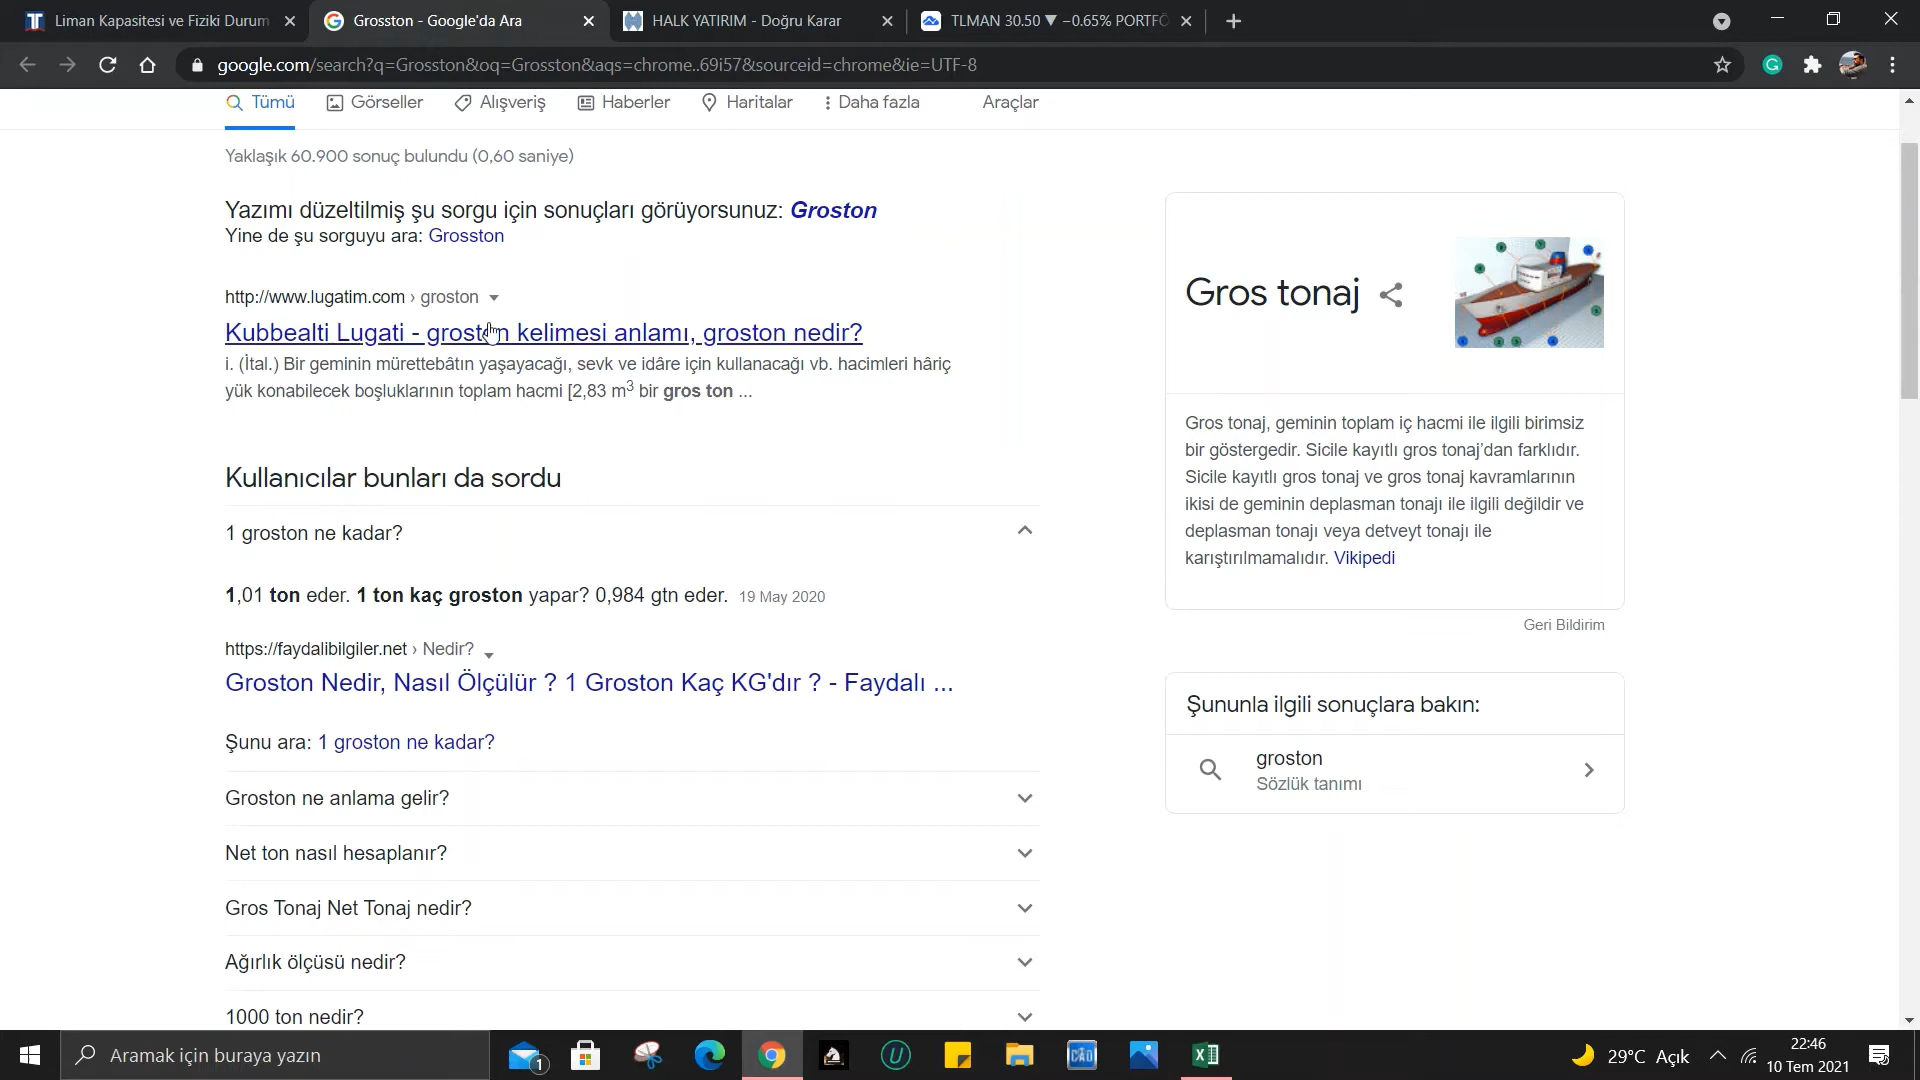 Liman Kapasitesi ve Fiziki Durum
Grosston - Google'da Ara
HALK YATIRIM - Doğru Karar
TLMAN 30.50 ▼ −0.65% PORTFÖ
google.com/search?q=Grosston&oq=Grosston&aqs=chrome..69i57&sourceid=chrome&ie=UTF-8
Tümü
Görseller
Alışveriş
Haberler
Haritalar
Daha fazla
Araçlar
Yaklaşık 60.900 sonuç bulundu (0,60 saniye)
Yazımı düzeltilmiş şu sorgu için sonuçları görüyorsunuz: Groston
Yine de şu sorguyu ara: Grosston
http://www.lugatim.com › groston
Kubbealti Lugati - groston kelimesi anlamı, groston nedir?
i. (İtal.) Bir geminin mürettebâtın yaşayacağı, sevk ve idâre için kullanacağı vb. hacimleri hâriç
yük konabilecek boşluklarının toplam hacmi [2,83 m³ bir gros ton ...
Kullanıcılar bunları da sordu
1 groston ne kadar?
1,01 ton eder. 1 ton kaç groston yapar? 0,984 gtn eder. 19 May 2020
https://faydalibilgiler.net › Nedir?
Groston Nedir, Nasıl Ölçülür ? 1 Groston Kaç KG'dır ? - Faydalı ...
Şunu ara: 1 groston ne kadar?
Groston ne anlama gelir?
Net ton nasıl hesaplanır?
Gros Tonaj Net Tonaj nedir?
Ağırlık ölçüsü nedir?
1000 ton nedir?
Gros tonaj
Gros tonaj, geminin toplam iç hacmi ile ilgili birimsiz
bir göstergedir. Sicile kayıtlı gros tonaj’dan farklıdır.
Sicile kayıtlı gros tonaj ve gros tonaj kavramlarının
ikisi de geminin deplasman tonajı ile ilgili değildir ve
deplasman tonajı veya detveyt tonajı ile
karıştırılmamalıdır. Vikipedi
Geri Bildirim
Şununla ilgili sonuçlara bakın:
groston
Sözlük tanımı
Aramak için buraya yazın
1
CAD
29°C Açık
22:46
10 Tem 2021